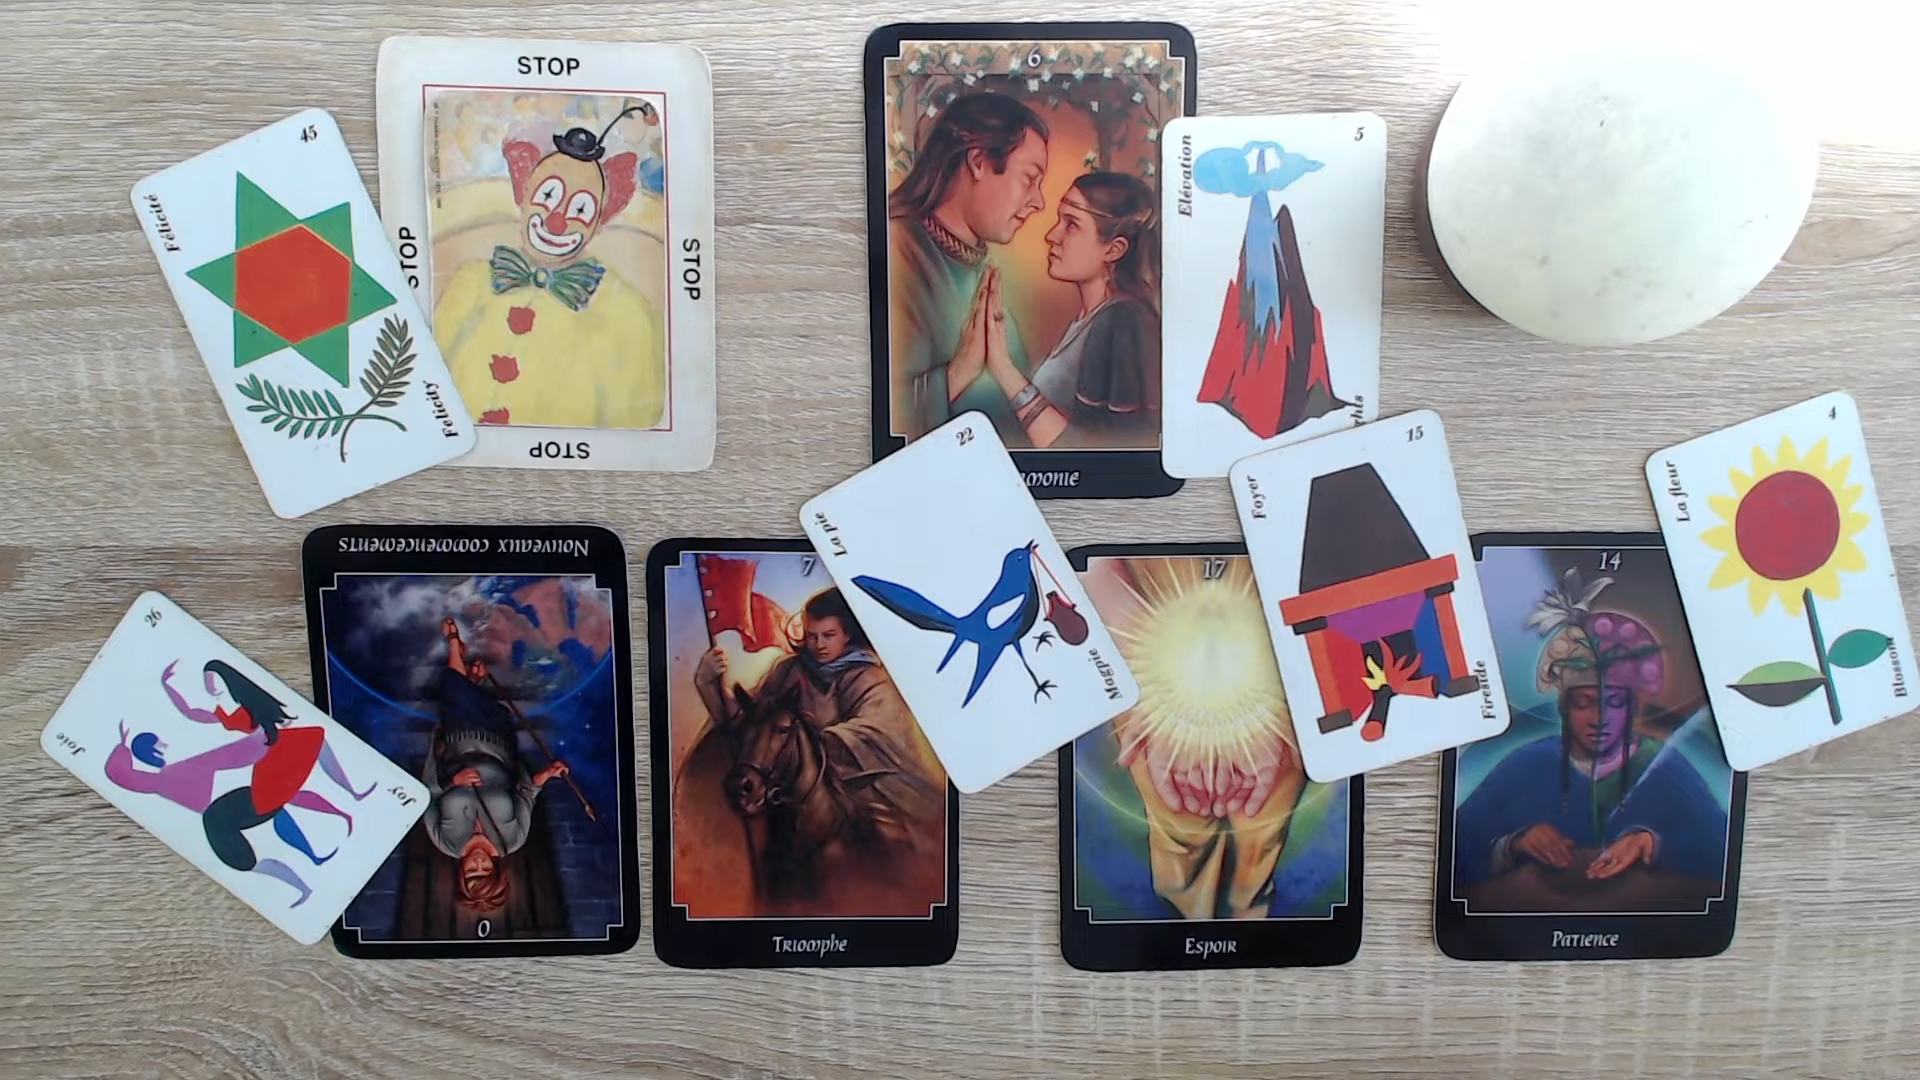 45
Félicité
Felicity
STOP
STOP
STOP
STOP
6
monie
5
Elévation
hts
22
La pie
Magpie
15
Foyer
Fireside
4
La fleur
Blossom
26
Joie
Joy
Nouveaux commencements
0
7
Triomphe
17
Espoir
14
Patience